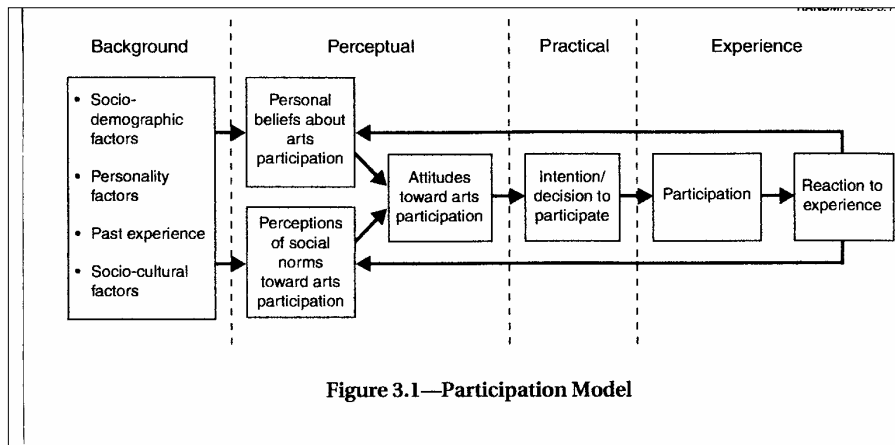 Background
Perceptual
Practical
Experience
• Socio-
demographic
factors
• Personality
factors
• Past experience
• Socio-cultural
factors
Personal
beliefs about
arts
participation
Perceptions
of social
norms
toward arts
participation
Attitudes
toward arts
participation
Intention/
decision to
participate
Participation
Reaction to
experience
Figure 3.1—Participation Model